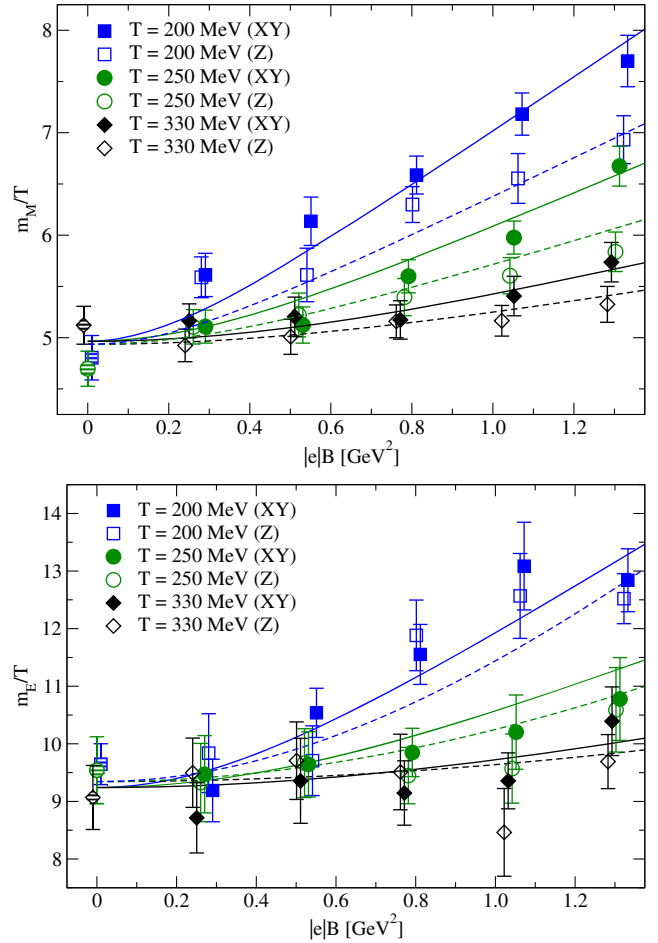 8
7
6
5
m_M/T
T = 200 MeV (XY)
T = 200 MeV (Z)
T = 250 MeV (XY)
T = 250 MeV (Z)
T = 330 MeV (XY)
T = 330 MeV (Z)
0 0.2 0.4 0.6 0.8 1.0 1.2
|e|B [GeV²]
14
13
12
11
10
9
8
m_E/T
T = 200 MeV (XY)
T = 200 MeV (Z)
T = 250 MeV (XY)
T = 250 MeV (Z)
T = 330 MeV (XY)
T = 330 MeV (Z)
0 0.2 0.4 0.6 0.8 1.0 1.2
|e|B [GeV²]